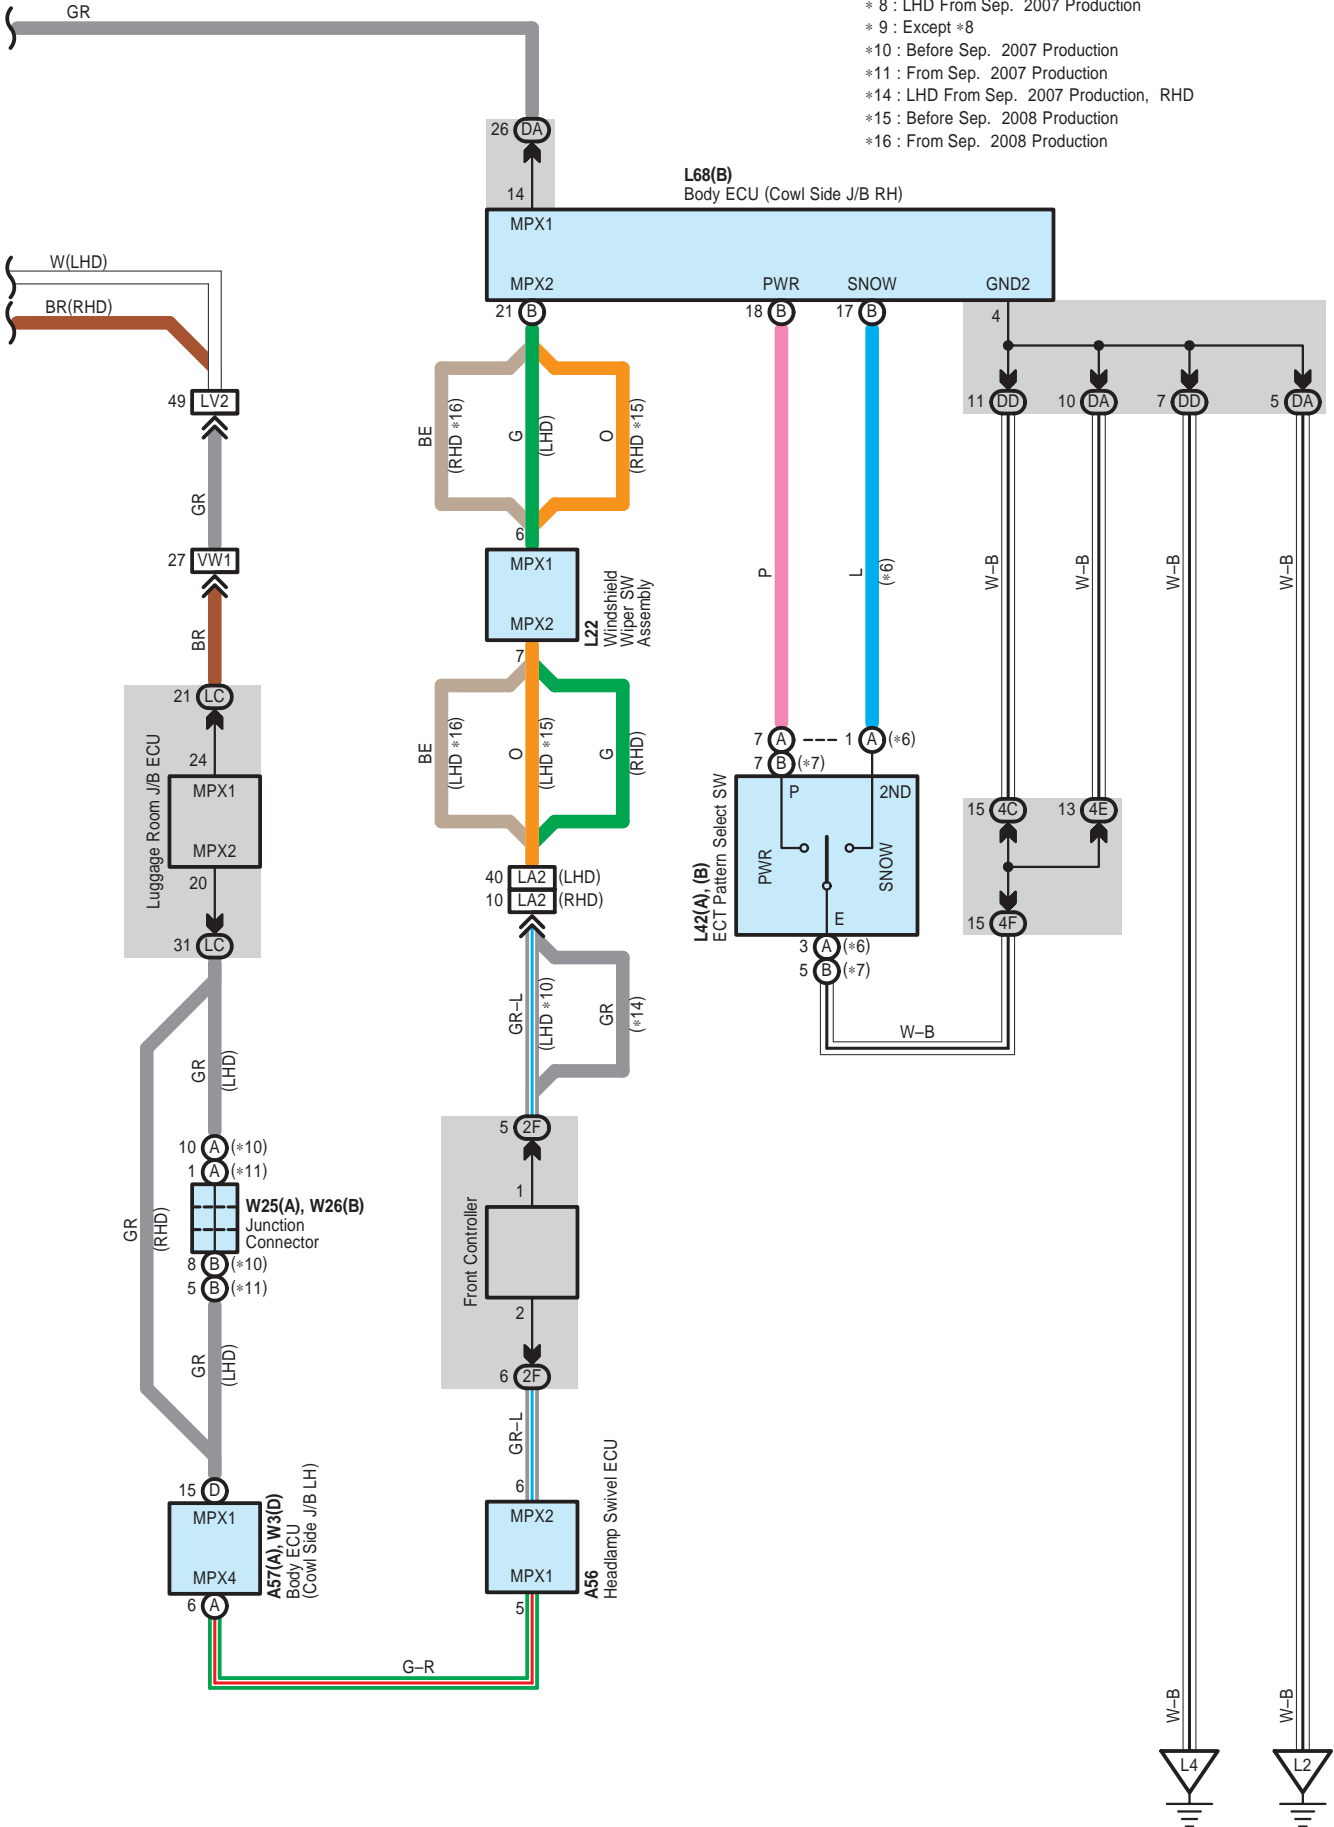 GR
∗ 8 : LHD From Sep. 2007 Production
∗ 9 : Except ∗8
∗10 : Before Sep. 2007 Production
∗11 : From Sep. 2007 Production
∗14 : LHD From Sep. 2007 Production, RHD
∗15 : Before Sep. 2008 Production
∗16 : From Sep. 2008 Production
26 DA
14
L68(B)
Body ECU (Cowl Side J/B RH)
MPX1
MPX2
PWR
SNOW
GND2
21 B
18 B
17 B
4
W(LHD)
BR(RHD)
49 LV2
GR
27 VW1
BR
21 LC
24
MPX1
MPX2
20
31 LC
Luggage Room J/B ECU
BE
(RHD ∗16)
G
(LHD)
O
(RHD ∗15)
6
MPX1
MPX2
L22
Windshield
Wiper SW
Assembly
7
BE
(LHD ∗16)
O
(LHD ∗15)
G
(RHD)
40 LA2 (LHD)
10 LA2 (RHD)
GR–L
(LHD ∗10)
GR
(∗14)
5 2F
1
Front Controller
2
6 2F
GR–L
6
MPX2
MPX1
A56
Headlamp Swivel ECU
5
P
L
(∗6)
7 A
1 A (∗6)
7 B (∗7)
P
2ND
PWR
SNOW
E
L42(A), (B)
ECT Pattern Select SW
3 A (∗6)
5 B (∗7)
W–B
11 DD
10 DA
7 DD
5 DA
W–B
W–B
W–B
W–B
15 4C
13 4E
15 4F
GR
(LHD)
GR
(RHD)
10 A (∗10)
1 A (∗11)
W25(A), W26(B)
Junction
Connector
8 B (∗10)
5 B (∗11)
GR
(LHD)
15 D
MPX1
MPX4
A57(A), W3(D)
Body ECU
(Cowl Side J/B LH)
6 A
G–R
W–B
W–B
L4
L2